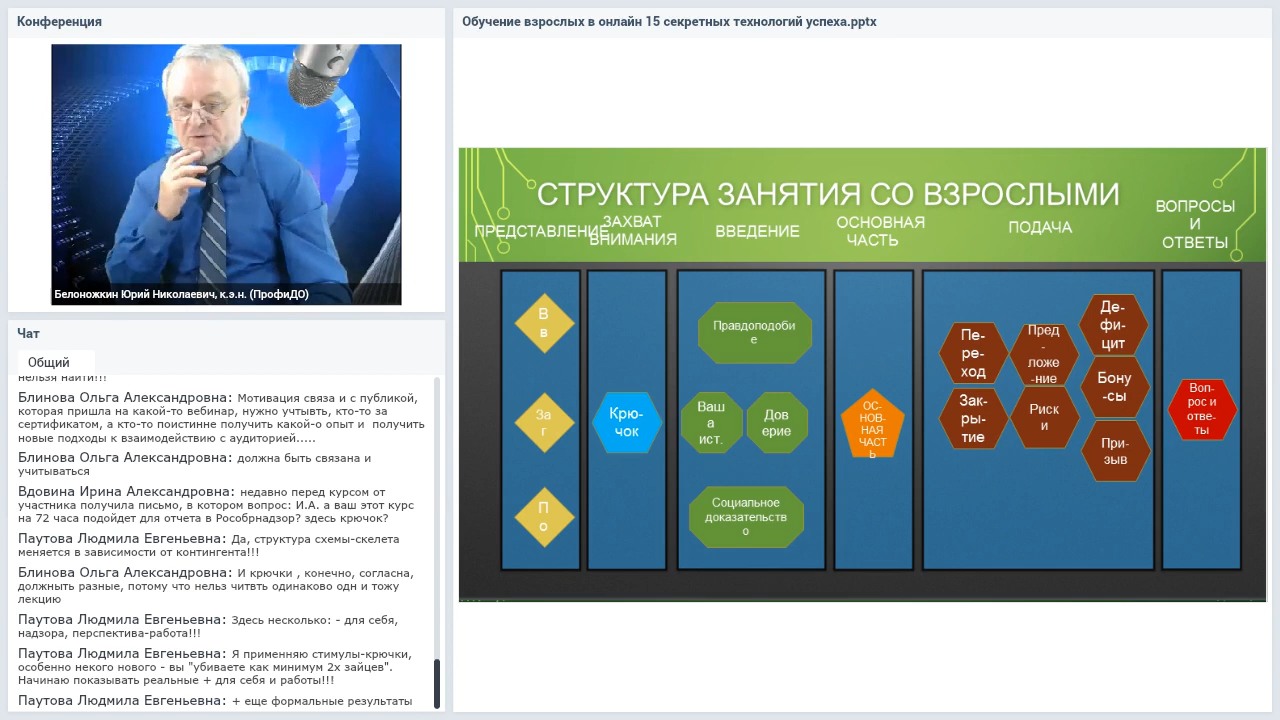 Конференция
Белоножкин Юрий Николаевич, к.э.н. (ПрофиДО)
Чат
Общий
нельзя найти!!!
Блинова Ольга Александровна: Мотивация связа и с публикой,
которая пришла на какой-то вебинар, нужно учтывть, кто-то за
сертификатом, а кто-то постинне получить какой-о опыт и получить
новые подходы к взаимодействию с аудиторией.....
Блинова Ольга Александровна: должна быть связана и
учитываться
Вдовина Ирина Александровна: недавно перед курсом от
участника получила письмо, в котором вопрос: И.А. а ваш этот курс
на 72 часа подойдет для отчета в Рособрнадзор? здесь крючок?
Паутова Людмила Евгеньевна: Да, структура схемы-скелета
меняется в зависимости от контингента!!!
Блинова Ольга Александровна: И крючки , конечно, согласна,
должныть разные, потому что нельз читвть одинаково одн и тожу
лекцию
Паутова Людмила Евгеньевна: Здесь несколько: - для себя,
надзора, перспектива-работа!!!
Паутова Людмила Евгеньевна: Я применяю стимулы-крючки,
особенно некого нового - вы "убиваете как минимум 2х зайцев".
Начинаю показывать реальные + для себя и работы!!!
Паутова Людмила Евгеньевна: + еще формальные результаты
Обучение взрослых в онлайн 15 секретных технологий успеха.pptx
СТРУКТУРА ЗАНЯТИЯ СО ВЗРОСЛЫМИ
ПРЕДСТАВЛЕНИЕ
ЗАХВАТ
ВНИМАНИЯ
ВВЕДЕНИЕ
ОСНОВНАЯ
ЧАСТЬ
ПОДАЧА
ВОПРОСЫ
И
ОТВЕТЫ
В
в
За
г
П
о
Крю-
чок
Правдоподоби
е
Ваш
а
ист.
Дов
ерие
Социальное
доказательств
о
ОС-
НОВ-
НАЯ
ЧАСТ
Ь
Пе-
ре-
ход
Зак-
ры-
тие
Пред
-
ложе
-ние
Риск
и
Де-
фи-
цит
Бону
-сы
При-
зыв
Воп-
рос и
отве-
ты